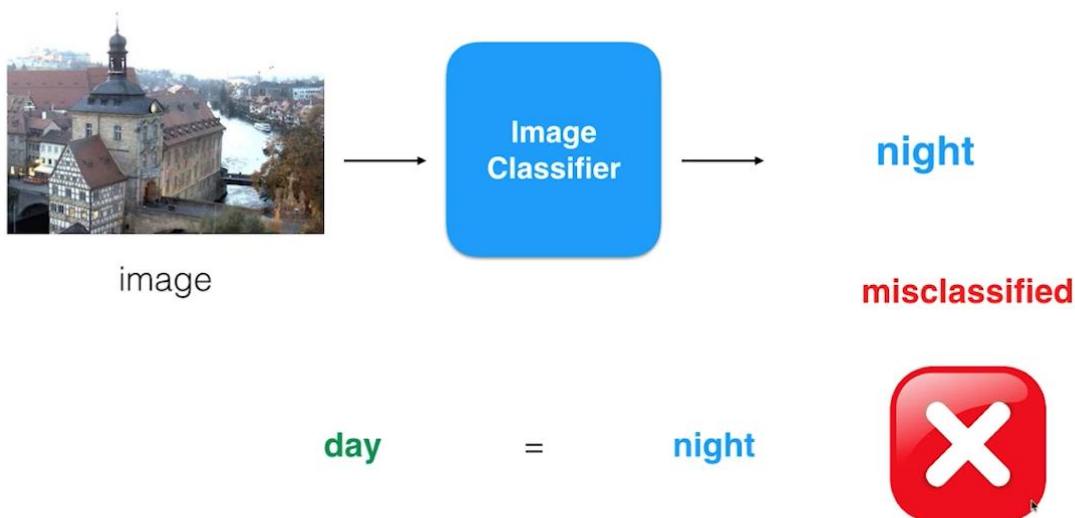 Image
Classifier
night
image
misclassified
day = night